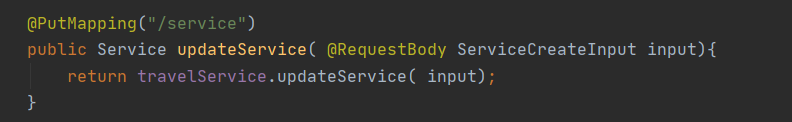 @PutMapping("/service")
public Service updateService( @RequestBody ServiceCreateInput input){
    return travelService.updateService( input);
}